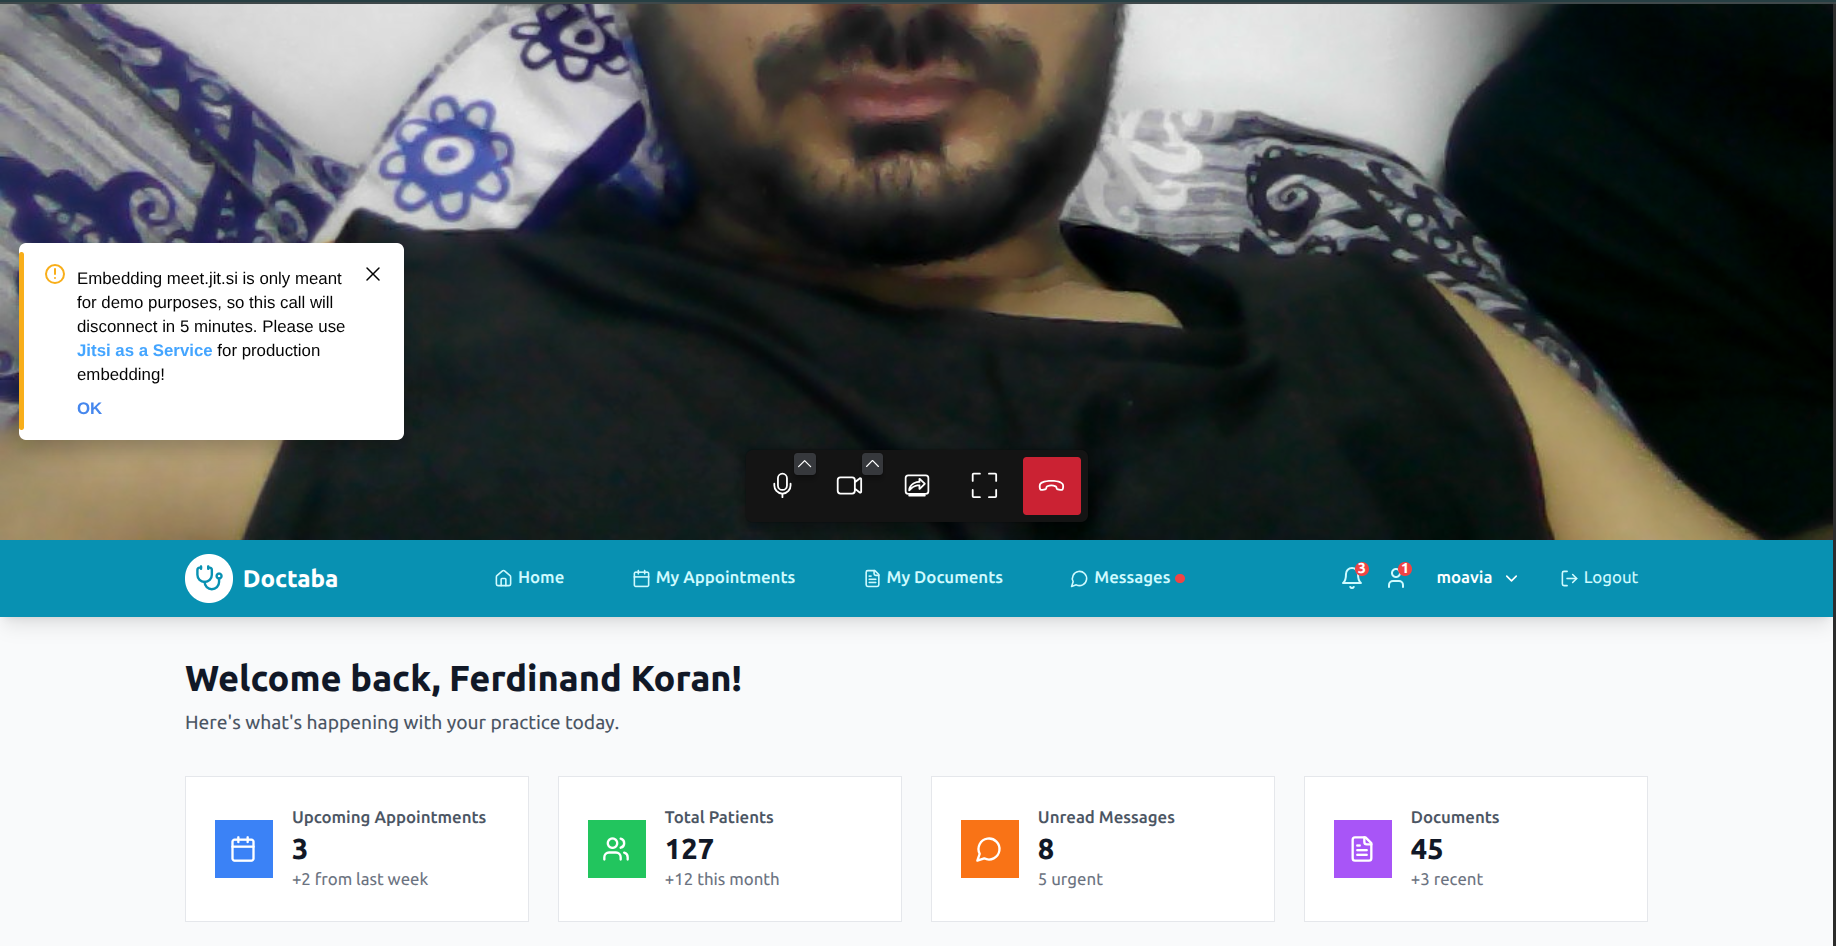 Embedding meet.jit.si is only meant
for demo purposes, so this call will
disconnect in 5 minutes. Please use
Jitsi as a Service for production
embedding!
OK
Doctaba
Home
My Appointments
My Documents
Messages
3
1
moavia
Logout
Welcome back, Ferdinand Koran!
Here's what's happening with your practice today.
Upcoming Appointments
3
+2 from last week
Total Patients
127
+12 this month
Unread Messages
8
5 urgent
Documents
45
+3 recent